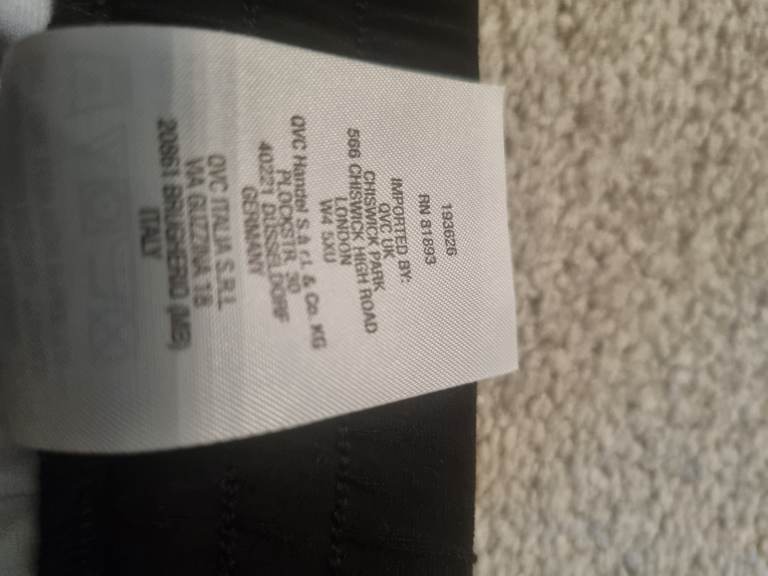 193626
RN 81893
IMPORTED BY:
QVC UK
CHISWICK PARK
566 CHISWICK HIGH ROAD
LONDON
W4 5XU
QVC Handel S.à r.l. & Co. KG
PLOCKSTR. 30
40221 DÜSSELDORF
GERMANY
QVC ITALIA S.R.L
VIA GUZZINA 18
20861 BRUGHERIO (MB)
ITALY